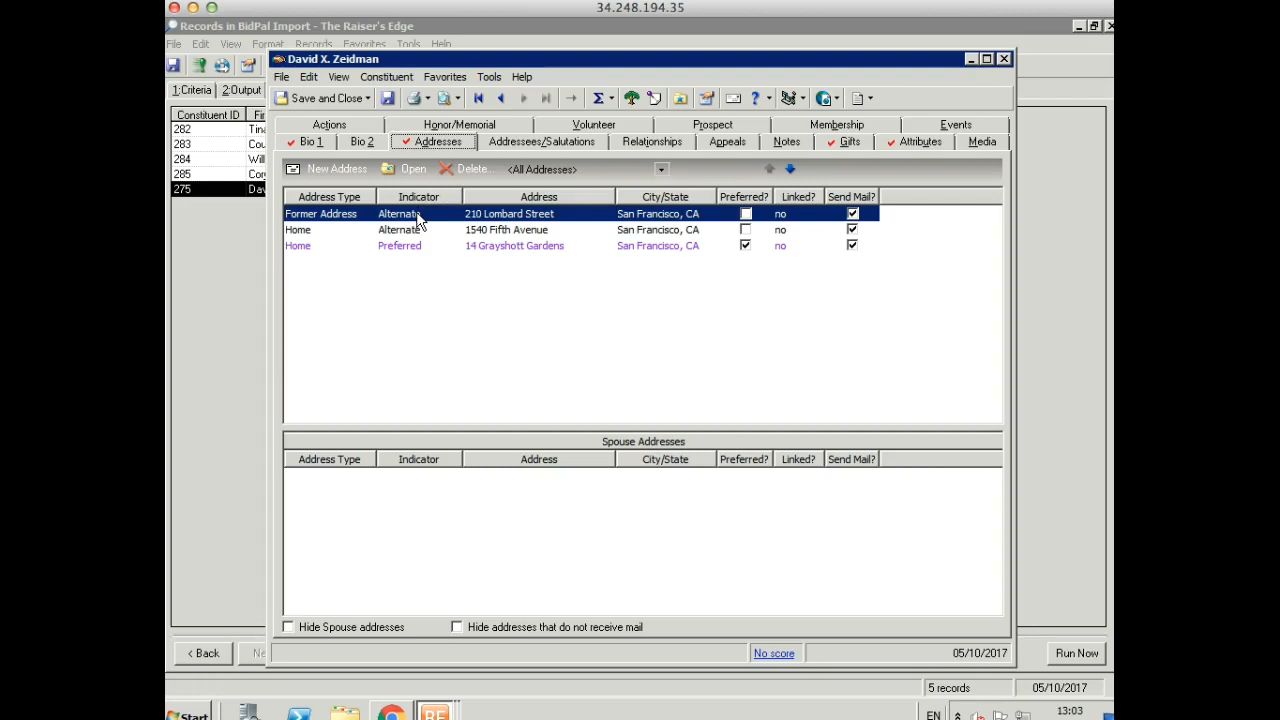 34.248.194.35
Records in BidPal Import - The Raiser's Edge
File Edit View Format Records Favorites Tools Help
David X. Zeidman
File Edit View Constituent Favorites Tools Help
1:Criteria 2:Output
Save and Close
Constituent ID
282 Tina
283 Cou
284 Will
285 Cory
275 Dav
Actions Honor/Memorial Volunteer Prospect Membership Events
Bio 1 Bio 2 Addresses Addressees/Salutations Relationships Appeals Notes Gifts Attributes Media
New Address Open Delete... <All Addresses>
Address Type Indicator Address City/State Preferred? Linked? Send Mail?
Former Address Alternate 210 Lombard Street San Francisco, CA no
Home Alternate 1540 Fifth Avenue San Francisco, CA no
Home Preferred 14 Grayshott Gardens San Francisco, CA no
Spouse Addresses
Address Type Indicator Address City/State Preferred? Linked? Send Mail?
Hide Spouse addresses Hide addresses that do not receive mail
< Back Ne No score 05/10/2017 Run Now
5 records 05/10/2017
Start RE EN 13:03